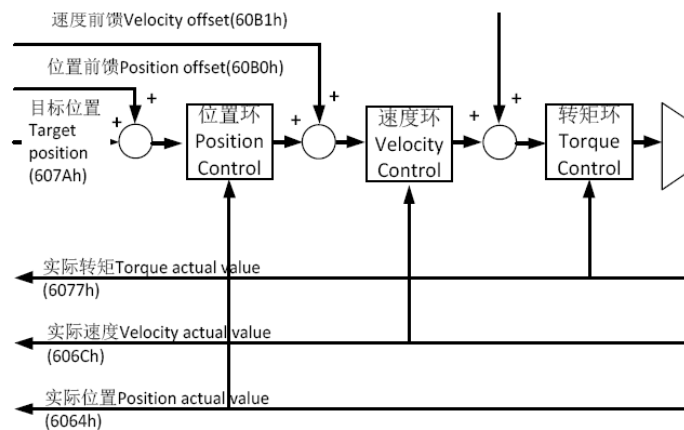 速度前馈Velocity offset(60B1h)
位置前馈Position offset(60B0h)
目标位置
Target
position
(607Ah)
+
+
位置环
Position
Control
+
+
速度环
Velocity
Control
+
+
转矩环
Torque
Control
实际转矩Torque actual value
(6077h)
实际速度Velocity actual value
(606Ch)
实际位置Position actual value
(6064h)